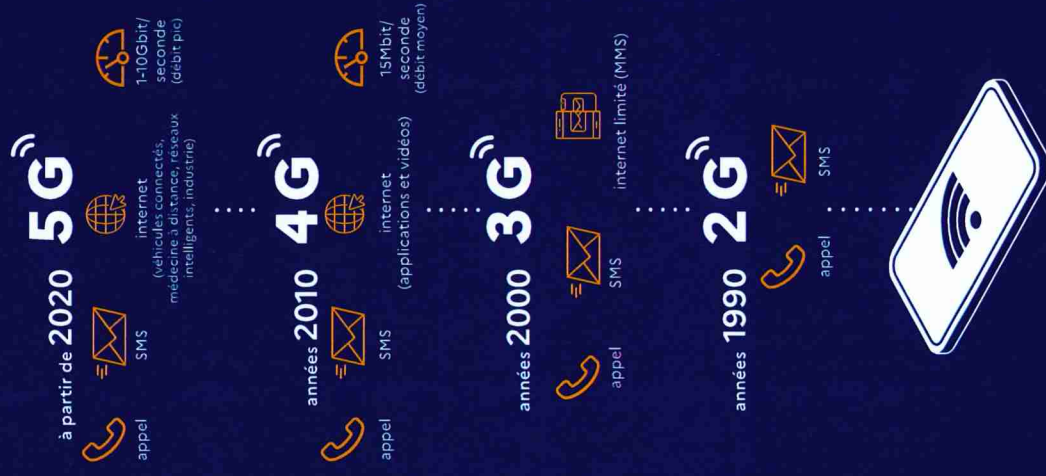 à partir de 2020 5G
appel
SMS
internet
(véhicules connectés,
médecine à distance, réseaux
intelligents, industrie)
1-10Gbit/
seconde
(débit pic)
années 2010 4G
appel
SMS
internet
(applications et vidéos)
15Mbit/
seconde
(débit moyen)
années 2000 3G
appel
SMS
internet limité (MMS)
années 1990 2G
appel
SMS